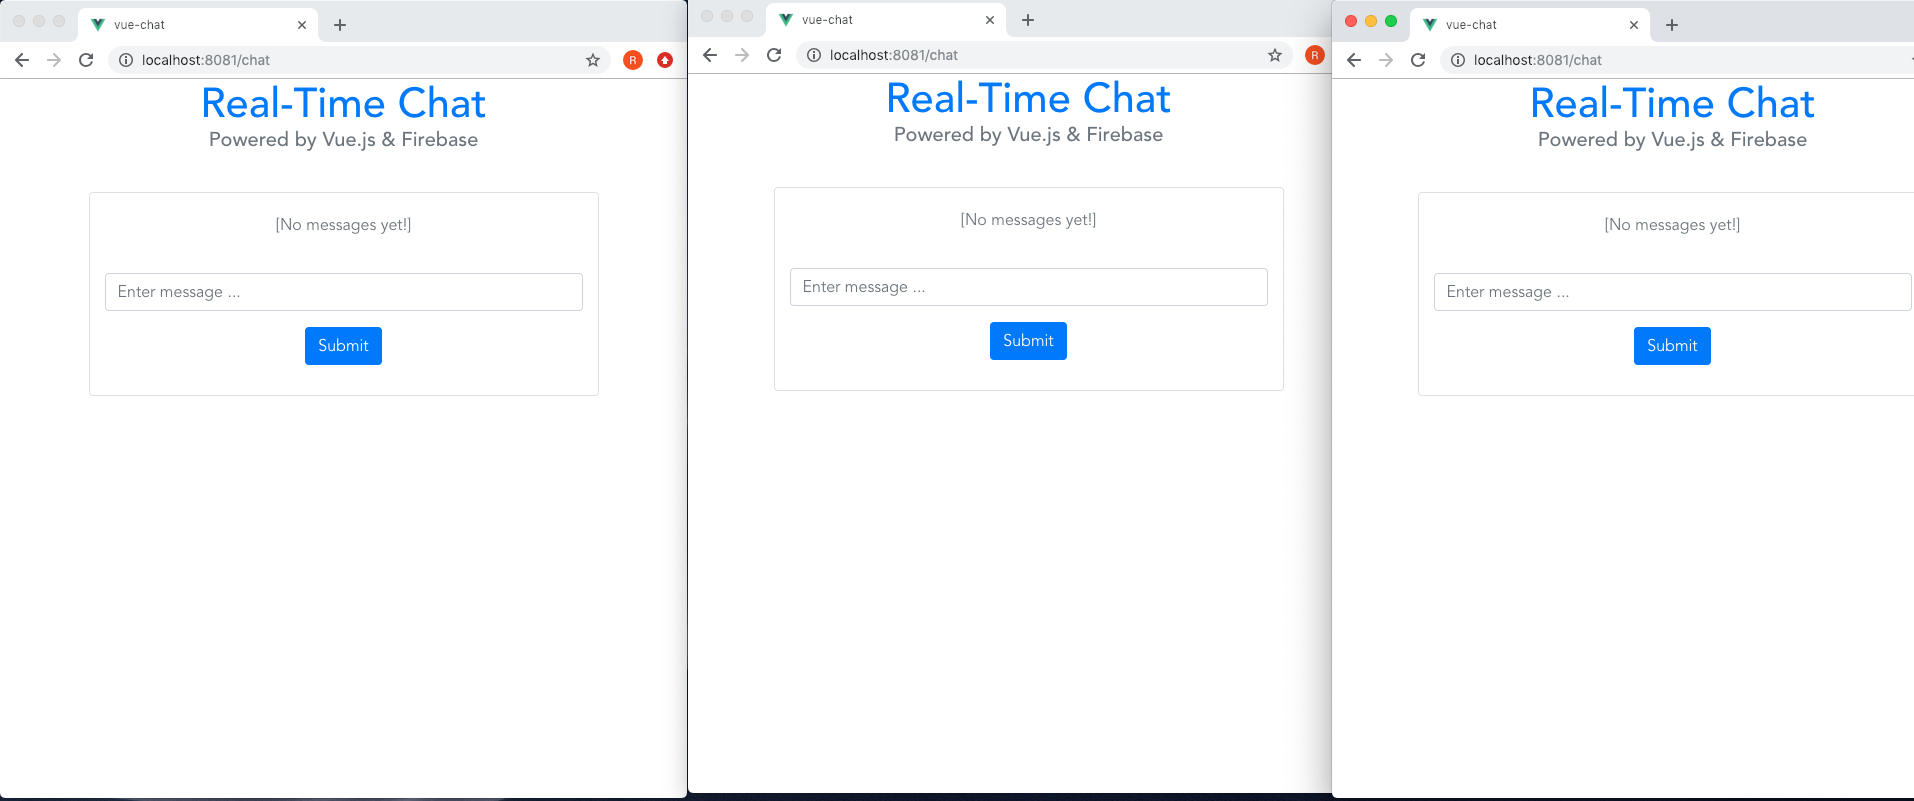 vue-chat
localhost:8081/chat
R
Real-Time Chat
Powered by Vue.js & Firebase
[No messages yet!]
Enter message ...
Submit
vue-chat
localhost:8081/chat
R
Real-Time Chat
Powered by Vue.js & Firebase
[No messages yet!]
Enter message ...
Submit
vue-chat
localhost:8081/chat
Real-Time Chat
Powered by Vue.js & Firebase
[No messages yet!]
Enter message ...
Submit